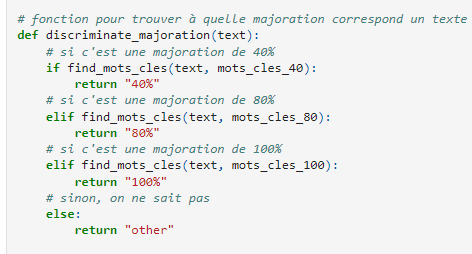 # fonction pour trouver à quelle majoration correspond un texte
def discriminate_majoration(text):
    # si c'est une majoration de 40%
    if find_mots_cles(text, mots_cles_40):
        return "40%"
    # si c'est une majoration de 80%
    elif find_mots_cles(text, mots_cles_80):
        return "80%"
    # si c'est une majoration de 100%
    elif find_mots_cles(text, mots_cles_100):
        return "100%"
    # sinon, on ne sait pas
    else:
        return "other"